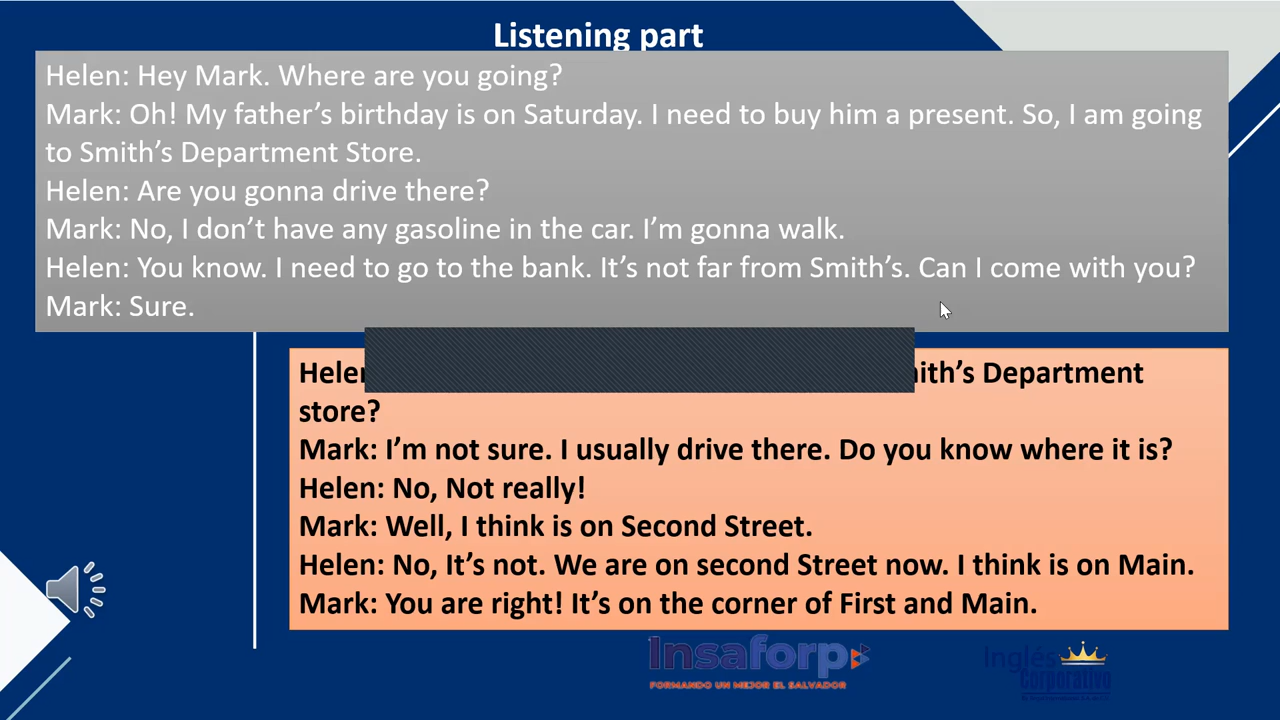 Listening part
Helen: Hey Mark. Where are you going?
Mark: Oh! My father’s birthday is on Saturday. I need to buy him a present. So, I am going
to Smith’s Department Store.
Helen: Are you gonna drive there?
Mark: No, I don’t have any gasoline in the car. I’m gonna walk.
Helen: You know. I need to go to the bank. It’s not far from Smith’s. Can I come with you?
Mark: Sure.
Department
store?
Mark: I’m not sure. I usually drive there. Do you know where it is?
Helen: No, Not really!
Mark: Well, I think is on Second Street.
Helen: No, It’s not. We are on second Street now. I think is on Main.
Mark: You are right! It’s on the corner of First and Main.
Insaforp
FORMANDO UN MEJOR EL SALVADOR
Inglés
Corporativo